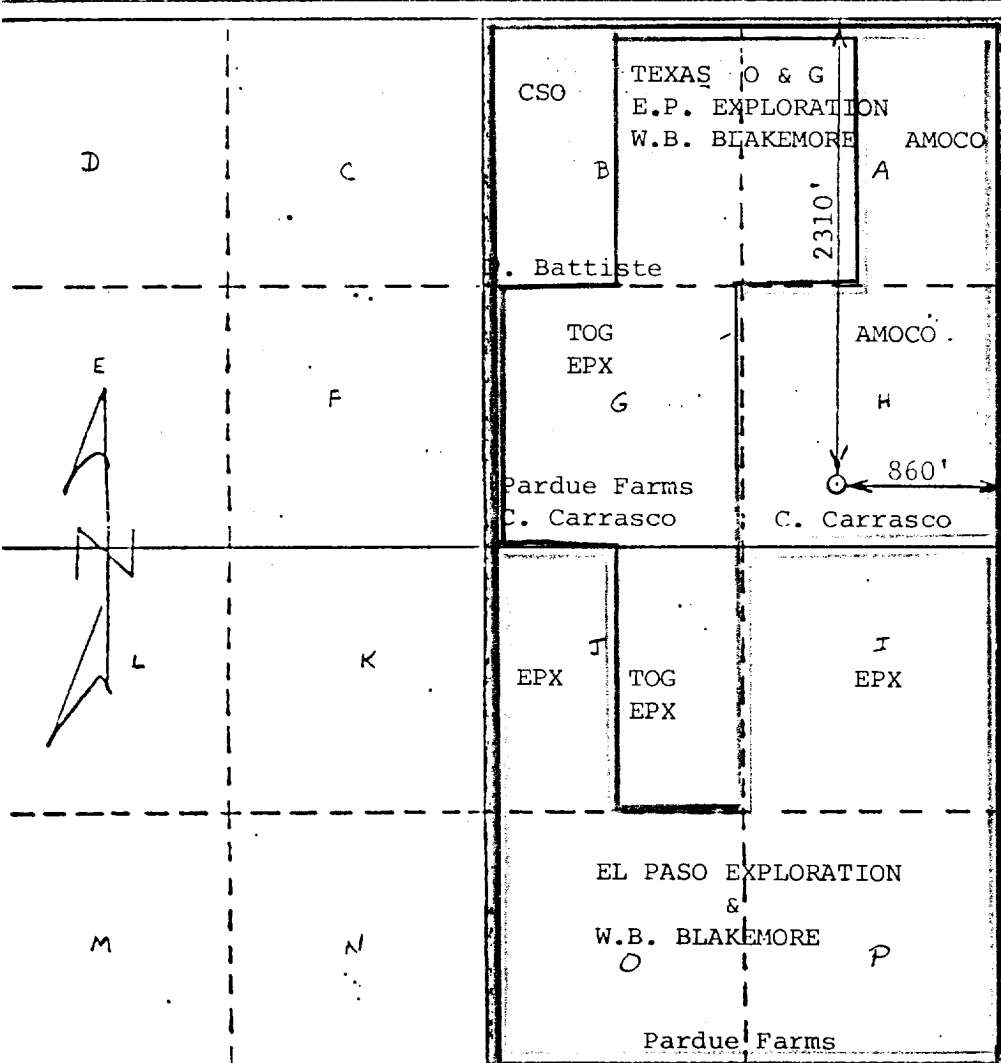 TEXAS O & G
CSO
E.P. EXPLORATION
W.B. BLAKEMORE
AMOCO
D
C
B
A
2310'
. Battiste
TOG
EPX
AMOCO
E
F
G
H
860'
Pardue Farms
C. Carrasco
C. Carrasco
N
L
K
J
I
EPX
TOG
EPX
EPX
EL PASO EXPLORATION
&
W.B. BLAKEMORE
M
N
O
P
Pardue Farms